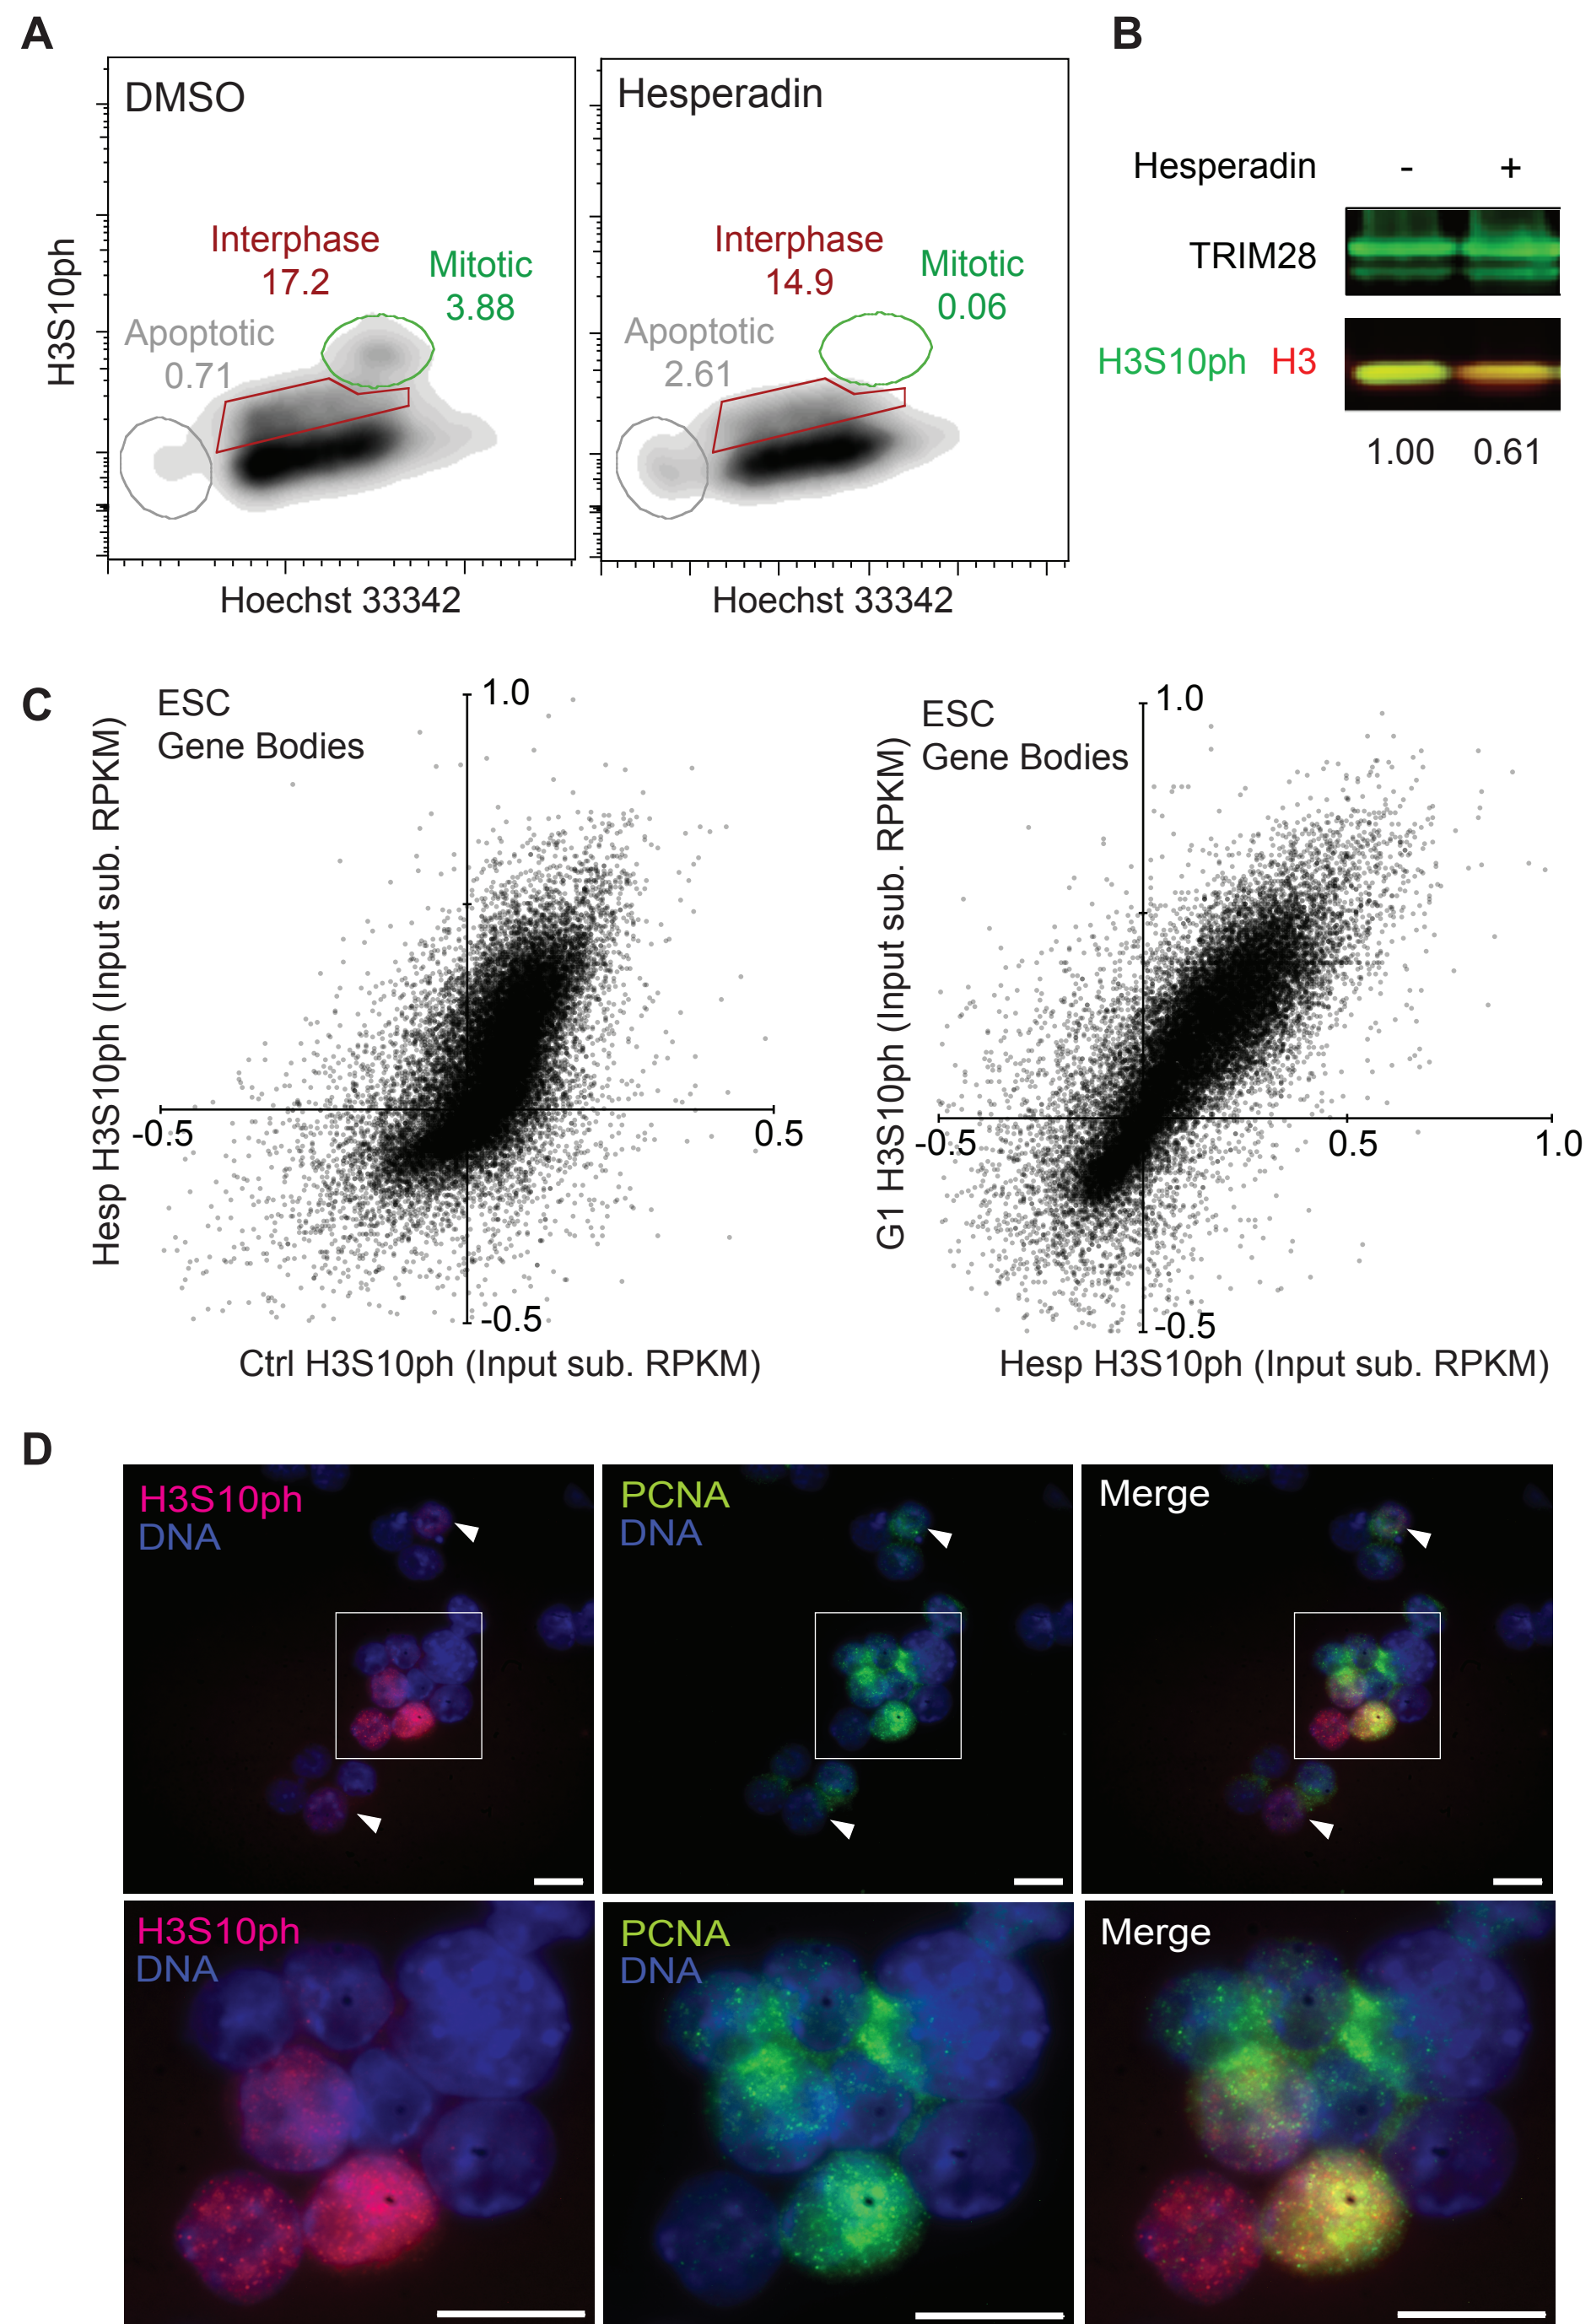 A
DMSO
Interphase
17.2
Mitotic
3.88
Apoptotic
0.71
H3S10ph
Hoechst 33342
Hesperadin
Interphase
14.9
Mitotic
0.06
Apoptotic
2.61
Hoechst 33342
B
Hesperadin - +
TRIM28
H3S10ph H3
1.00 0.61
C
ESC
Gene Bodies
1.0
-0.5
0.5
-0.5
Hesp H3S10ph (Input sub. RPKM)
Ctrl H3S10ph (Input sub. RPKM)
ESC
Gene Bodies
1.0
-0.5
0.5
1.0
-0.5
G1 H3S10ph (Input sub. RPKM)
Hesp H3S10ph (Input sub. RPKM)
D
H3S10ph
DNA
PCNA
DNA
Merge
H3S10ph
DNA
PCNA
DNA
Merge